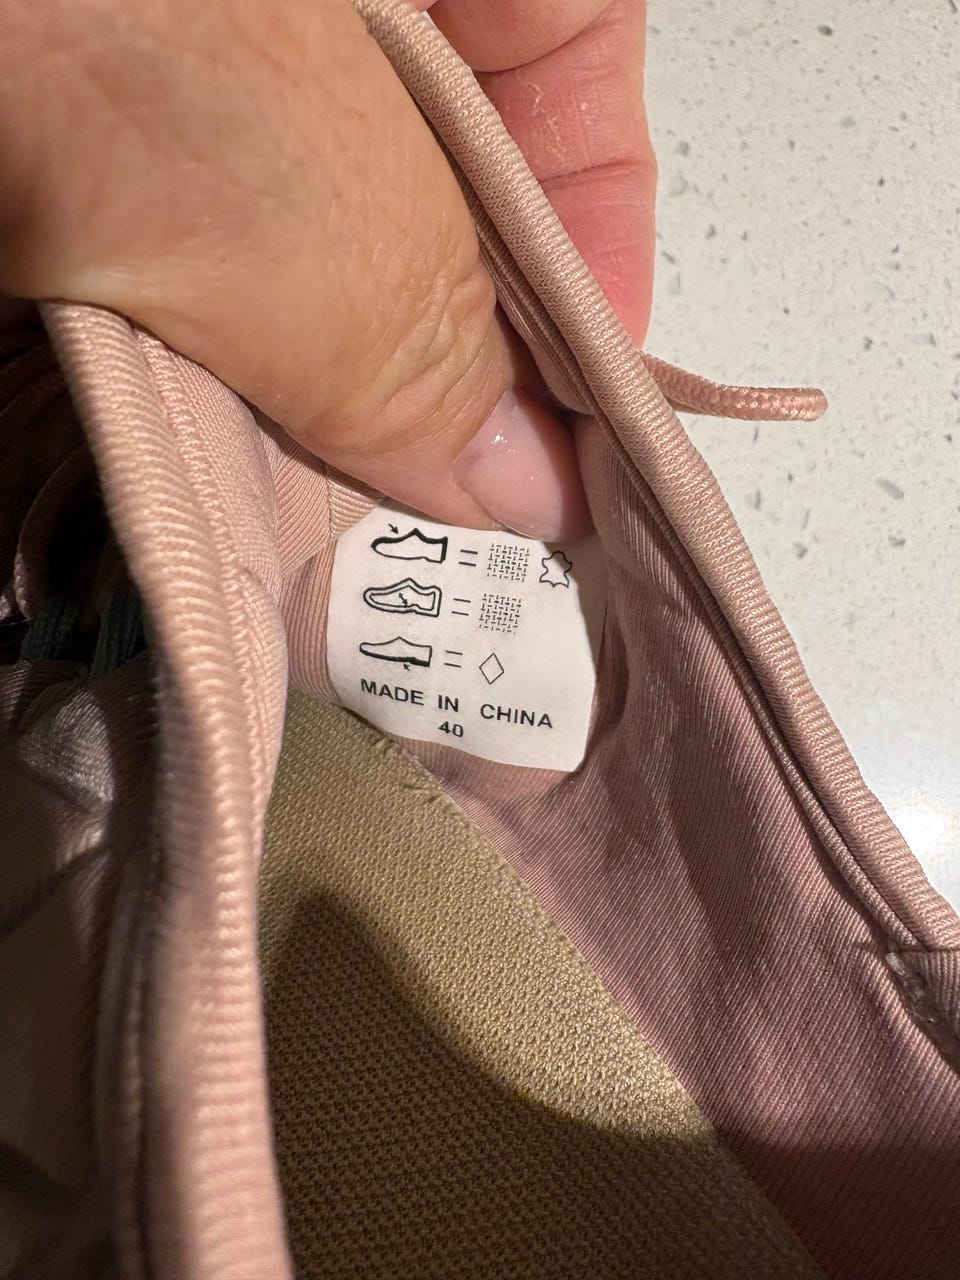 =
=
=
MADE IN CHINA
40